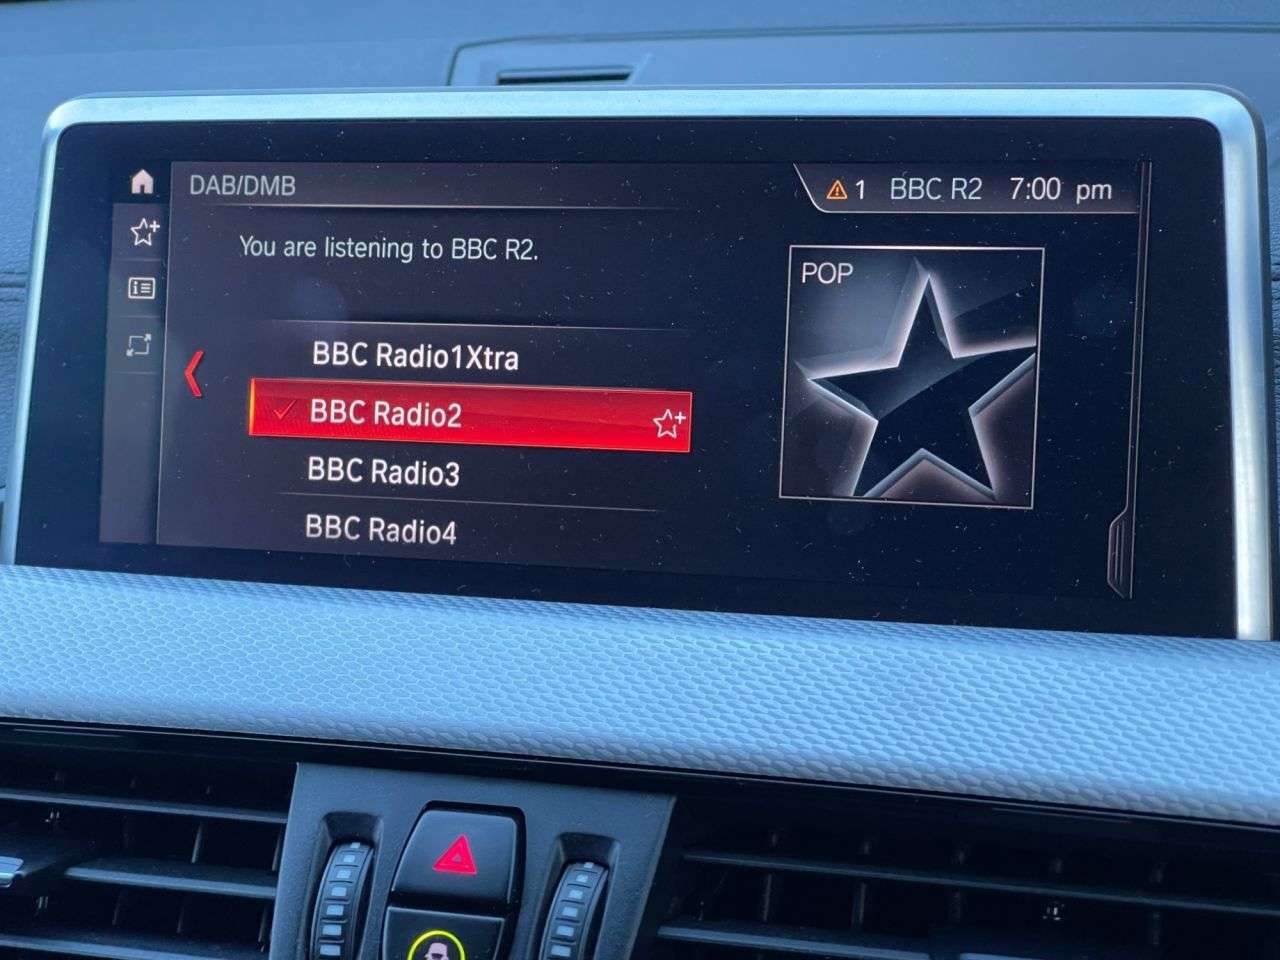 DAB/DMB
1 BBC R2 7:00 pm
You are listening to BBC R2.
POP
BBC Radio1Xtra
BBC Radio2
BBC Radio3
BBC Radio4